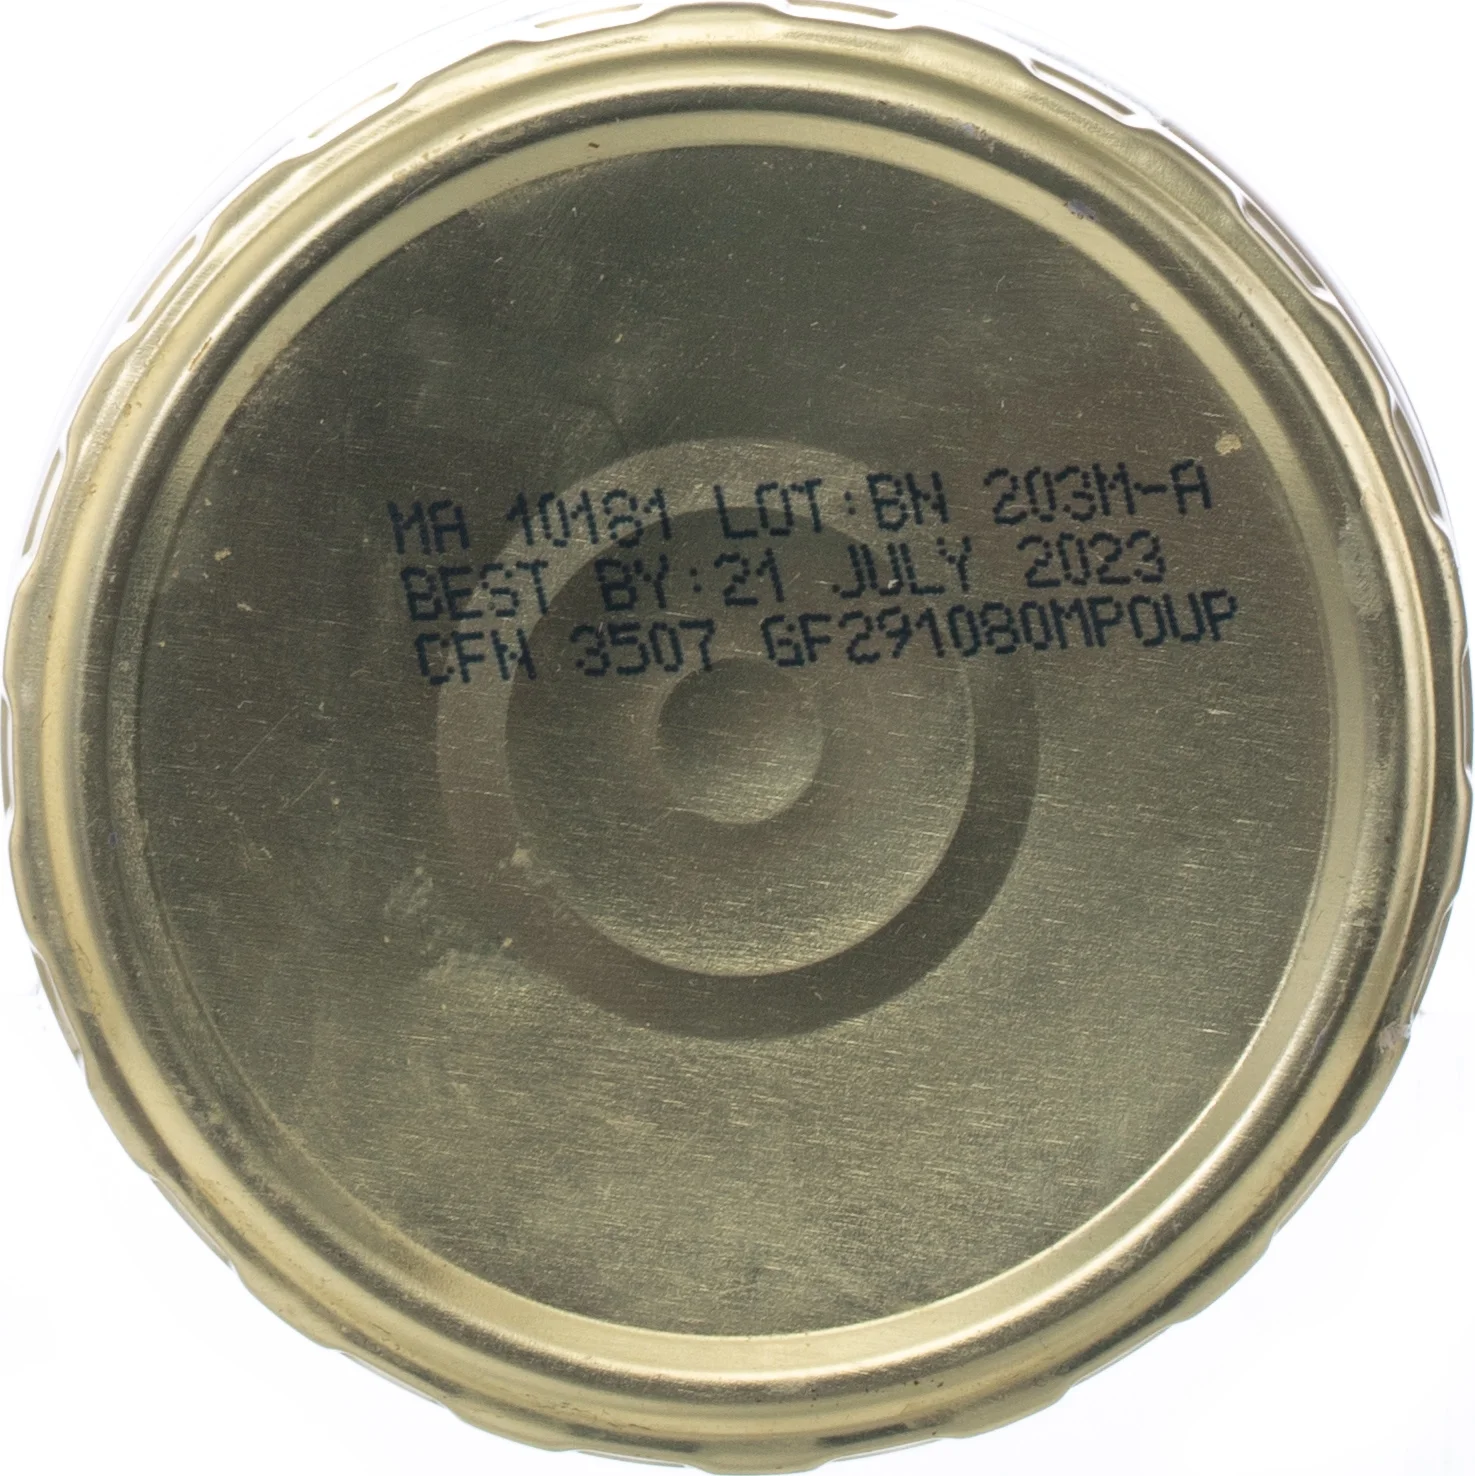 MA 10181 LOT:BN 203M-A
BEST BY:21 JULY 2023
CFN 3507 GF291080MPOUP